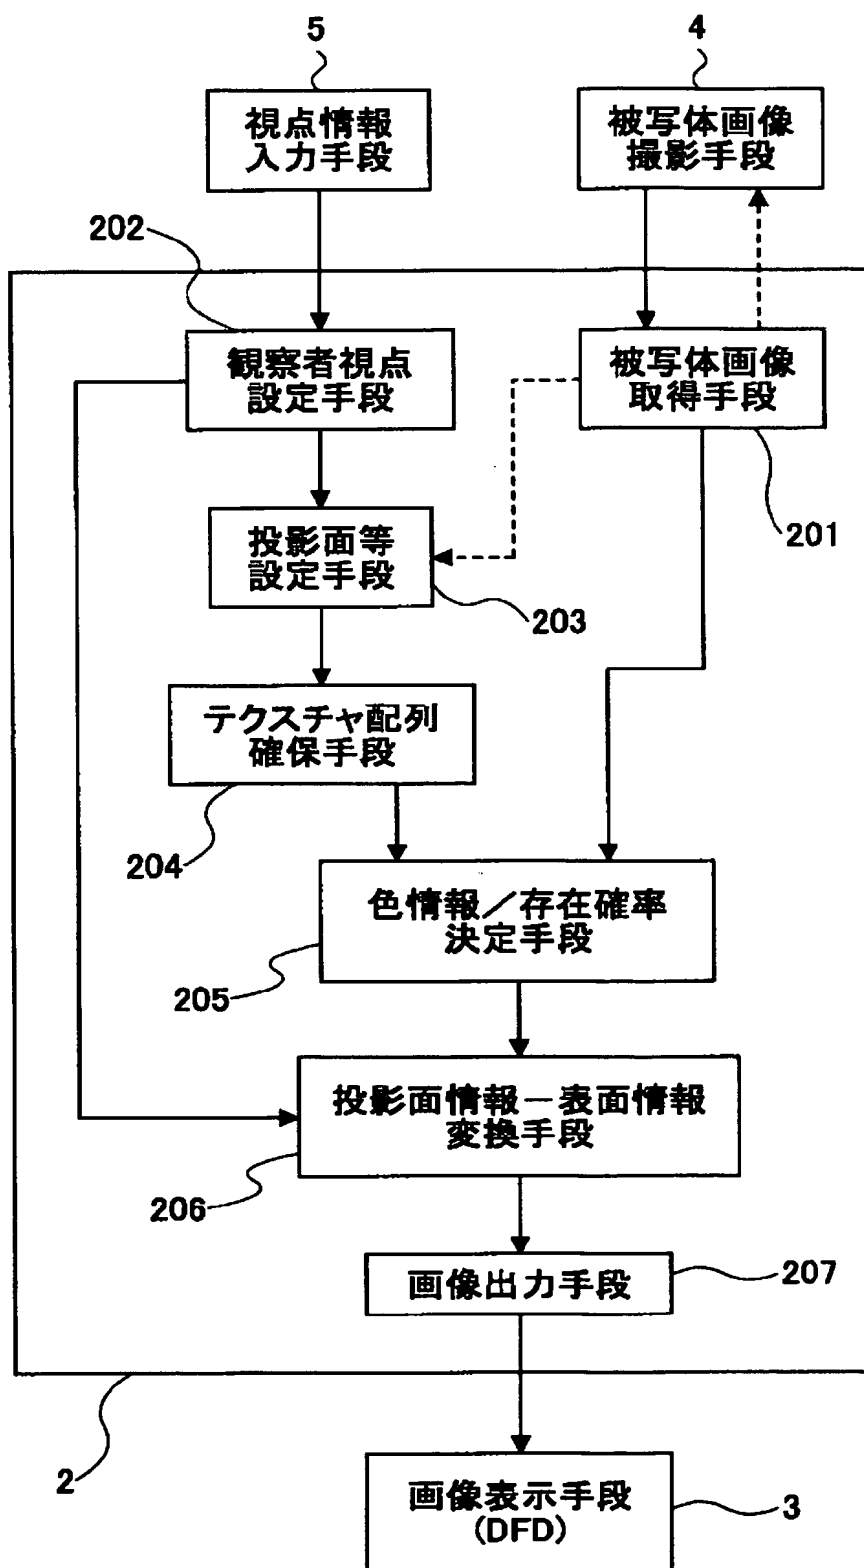 5
4
視点情報
入力手段
被写体画像
撮影手段
202
観察者視点
設定手段
被写体画像
取得手段
201
投影面等
設定手段
203
テクスチャ配列
確保手段
204
色情報／存在確率
決定手段
205
投影面情報－表面情報
変換手段
206
画像出力手段
207
2
画像表示手段
(DFD)
3